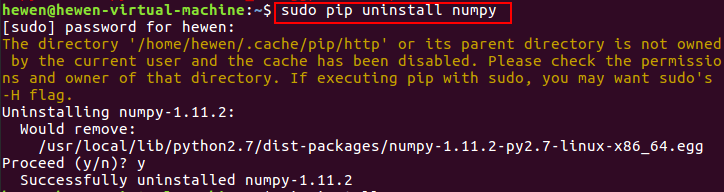 hewen@hewen-virtual-machine:~$ sudo pip uninstall numpy
[sudo] password for hewen:
The directory '/home/hewen/.cache/pip/http' or its parent directory is not owned
 by the current user and the cache has been disabled. Please check the permissio
ns and owner of that directory. If executing pip with sudo, you may want sudo's
-H flag.
Uninstalling numpy-1.11.2:
  Would remove:
    /usr/local/lib/python2.7/dist-packages/numpy-1.11.2-py2.7-linux-x86_64.egg
Proceed (y/n)? y
  Successfully uninstalled numpy-1.11.2